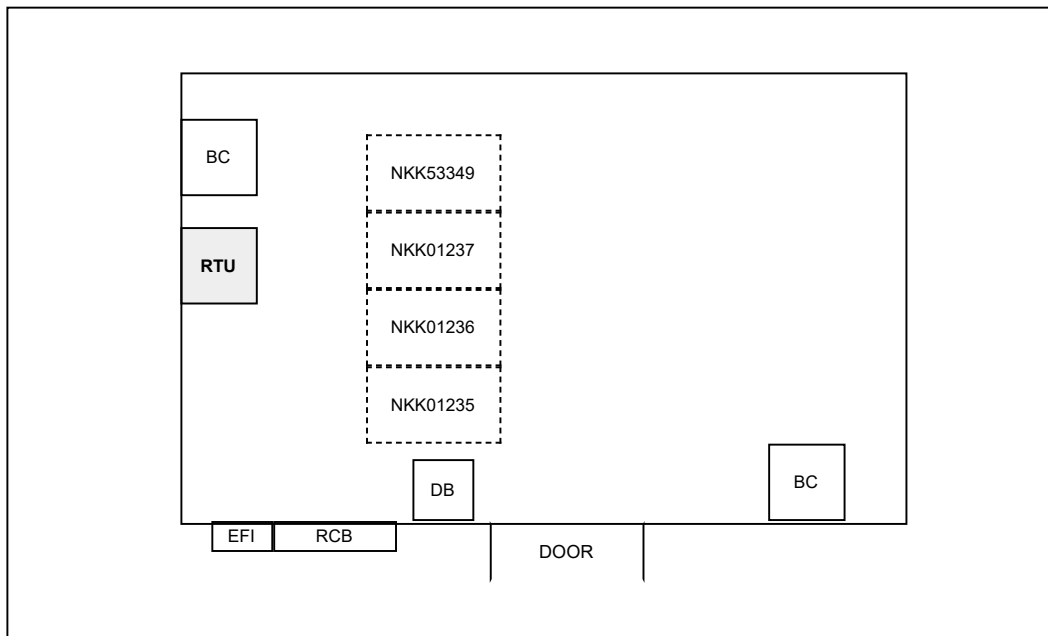 BC
NKK53349
RTU
NKK01237
NKK01236
NKK01235
DB
BC
EFI
RCB
DOOR